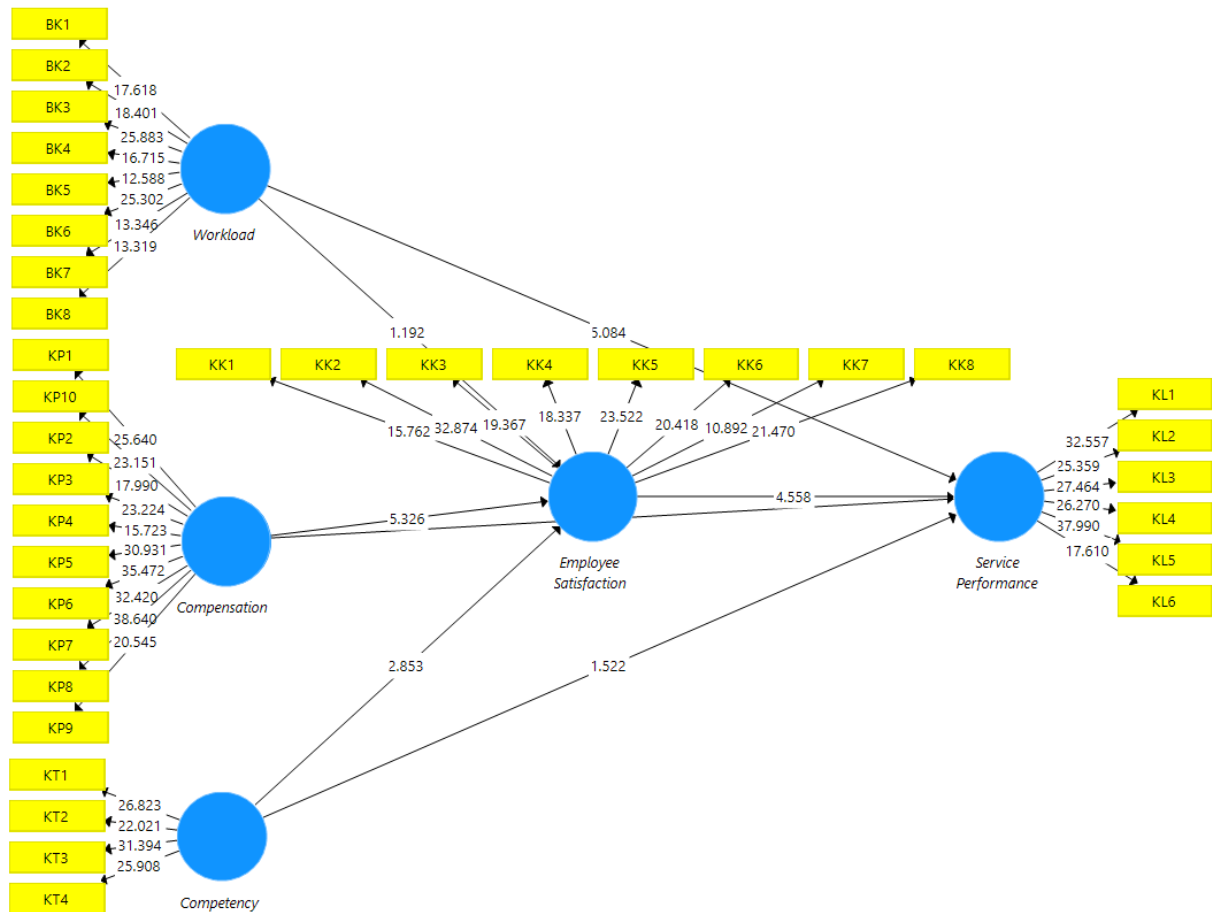 BK1
BK2
BK3
BK4
BK5
BK6
BK7
BK8
17.618
18.401
25.883
16.715
12.588
25.302
13.346
13.319
Workload
KP1
KP10
KP2
KP3
KP4
KP5
KP6
KP7
KP8
KP9
25.640
23.151
17.990
23.224
15.723
30.931
35.472
32.420
38.640
20.545
Compensation
KT1
KT2
KT3
KT4
26.823
22.021
31.394
25.908
Competency
1.192
5.084
5.326
4.558
2.853
1.522
KK1
KK2
KK3
KK4
KK5
KK6
KK7
KK8
15.762
32.874
19.367
18.337
23.522
20.418
10.892
21.470
Employee
Satisfaction
Service
Performance
KL1
KL2
KL3
KL4
KL5
KL6
32.557
25.359
27.464
26.270
37.990
17.610